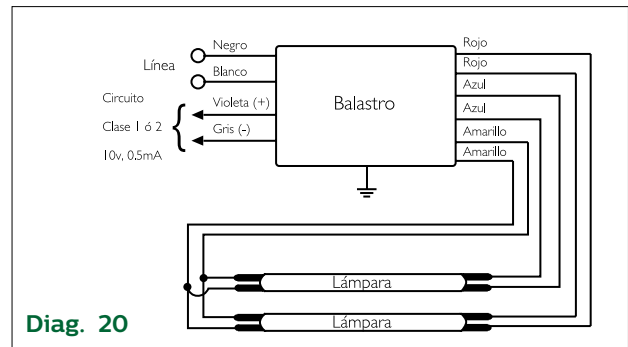 Línea
Negro
Blanco
Circuito
Clase 1 ó 2
10v, 0.5mA
Violeta (+)
Gris (-)
Balastro
Rojo
Rojo
Azul
Azul
Amarillo
Amarillo
Lámpara
Lámpara
Diag. 20